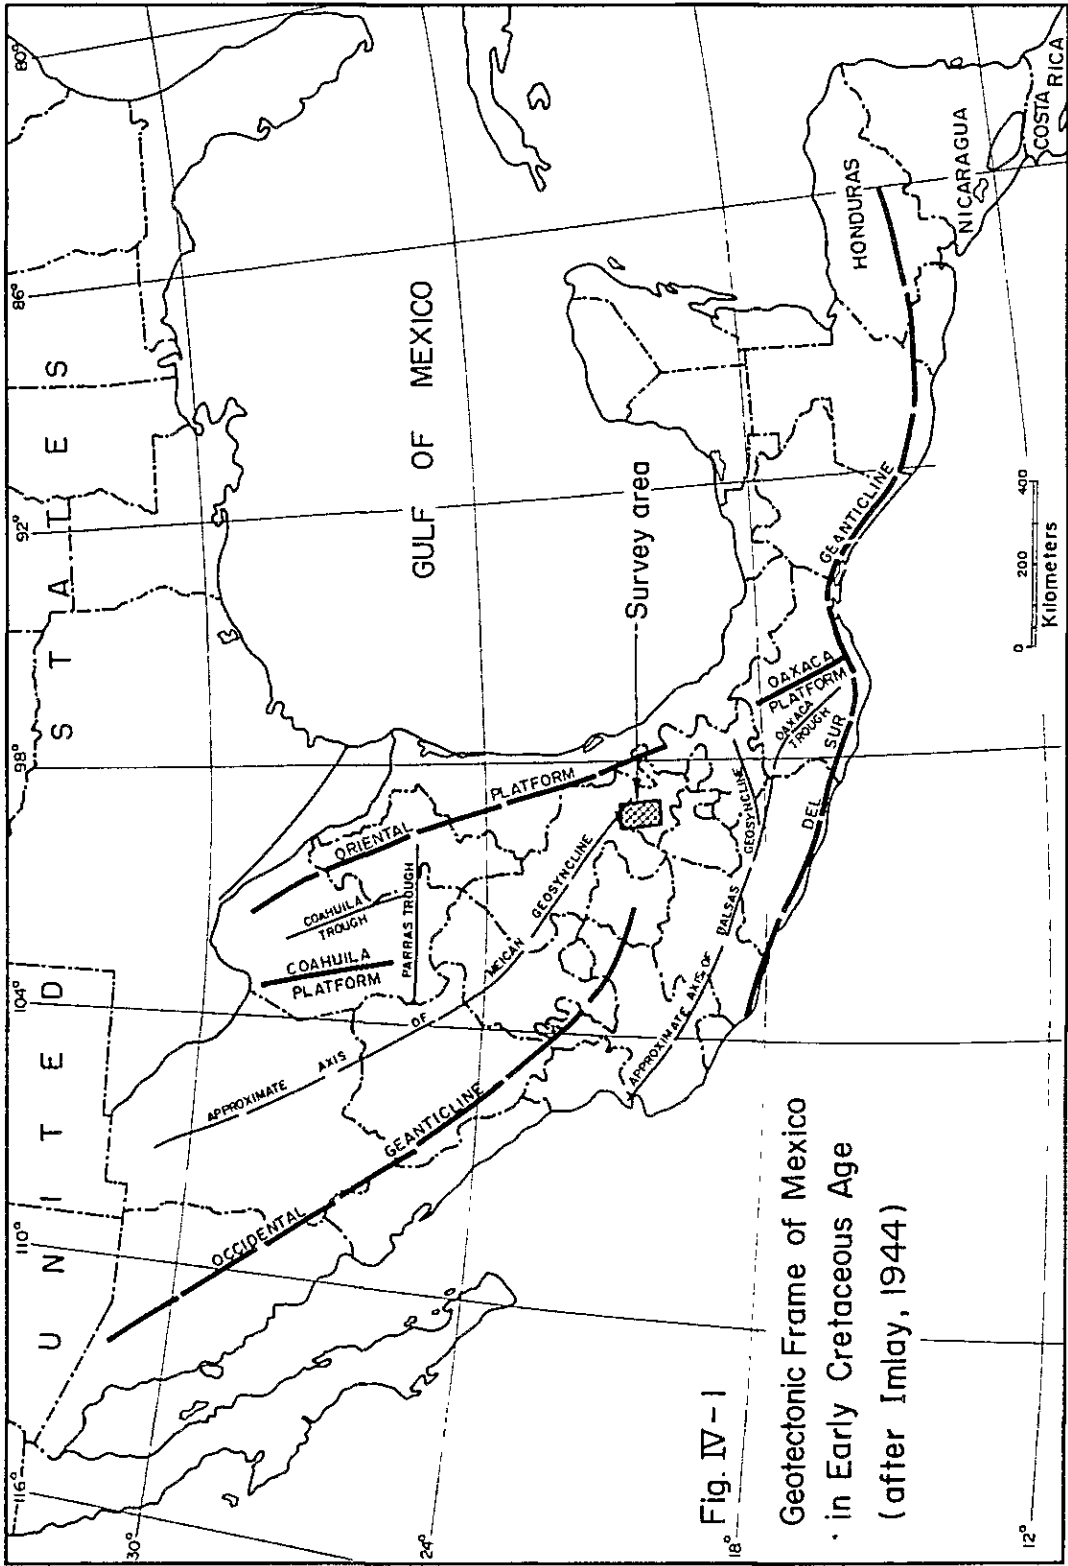 116°
110°
104°
98°
92°
86°
80°
30°
24°
18°
12°
UNITED STATES
GULF OF MEXICO
Survey area
OCCIDENTAL GEANTICLINE
APPROXIMATE AXIS OF MEICAN GEOSYNCLINE
COAHUILA
PLATFORM
COAHUILA
TROUGH
PARRAS TROUGH
ORIENTAL PLATFORM
APPROXIMATE AXIS OF BALSAS GEOSYNCLINE
OAXACA
PLATFORM
OAXACA
TROUGH
DEL SUR GEANTICLINE
HONDURAS
NICARAGUA
COSTA
RICA
0 200 400
Kilometers
Fig. IV-1
Geotectonic Frame of Mexico
in Early Cretaceous Age
(after Imlay, 1944)